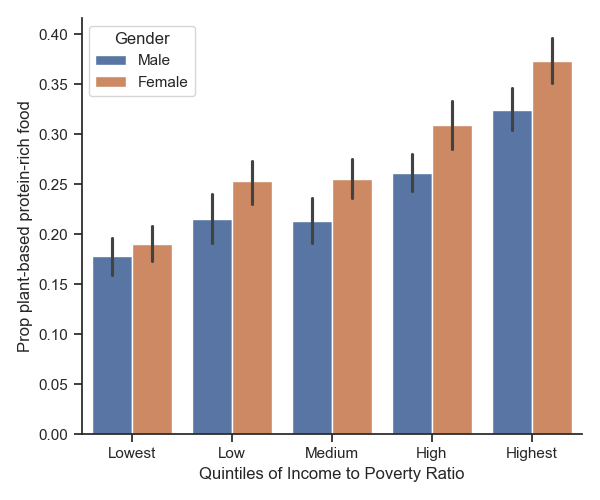 Gender
Male
Female
Prop plant-based protein-rich food
0.40
0.35
0.30
0.25
0.20
0.15
0.10
0.05
0.00
Lowest Low Medium High Highest
Quintiles of Income to Poverty Ratio